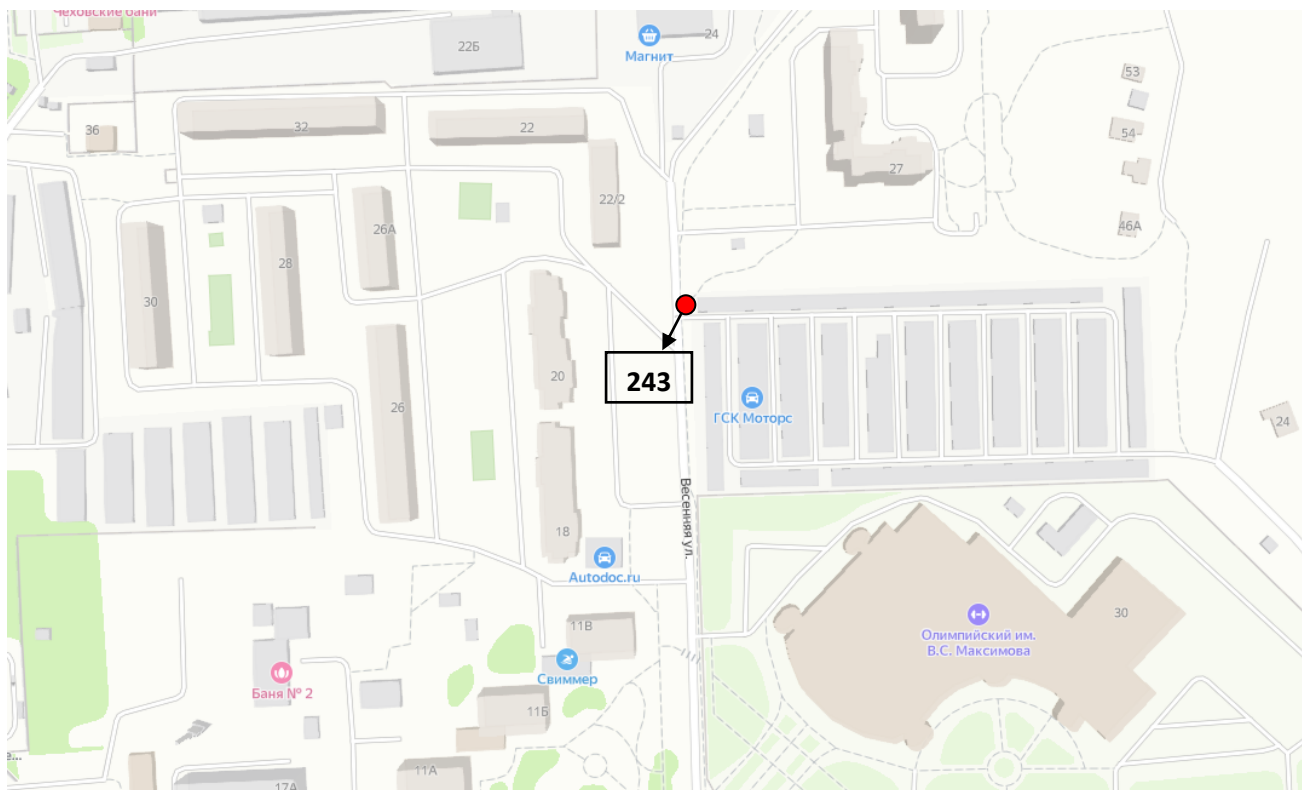 Чеховские бани
22Б
Магнит
24
53
36
32
22
54
27
22/2
26А
46А
28
30
20
243
26
ГСК Моторс
24
Весенняя ул.
18
Autodoc.ru
11В
30
Олимпийский им.
В.С. Максимова
Свиммер
Баня № 2
11Б
е...
11А
17А